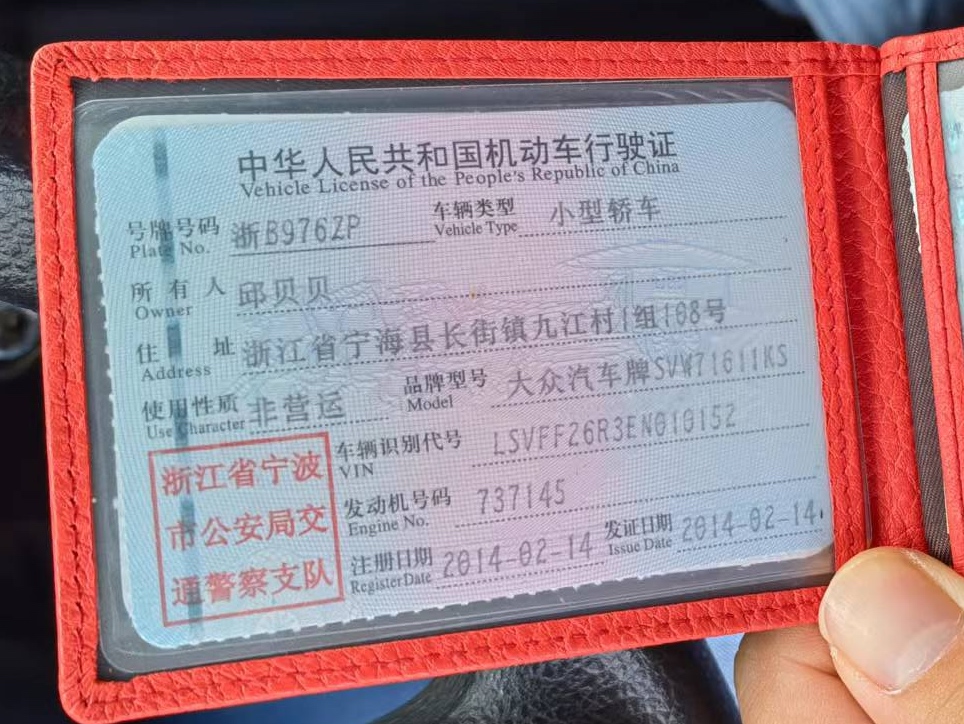 中华人民共和国机动车行驶证
Vehicle License of the People's Republic of China
号牌号码 浙B976ZP 车辆类型 小型轿车
Plate No. Vehicle Type
所有人 邱贝贝
Owner
住址 浙江省宁海县长街镇九江村1组108号
Address
使用性质 非营运 品牌型号 大众汽车牌SVW71611KS
Use Character Model
车辆识别代号 LSVFF26R3EN010152
VIN
发动机号码 737145
Engine No.
注册日期 2014-02-14 发证日期 2014-02-14
Register Date Issue Date
浙江省宁波
市公安局交
通警察支队